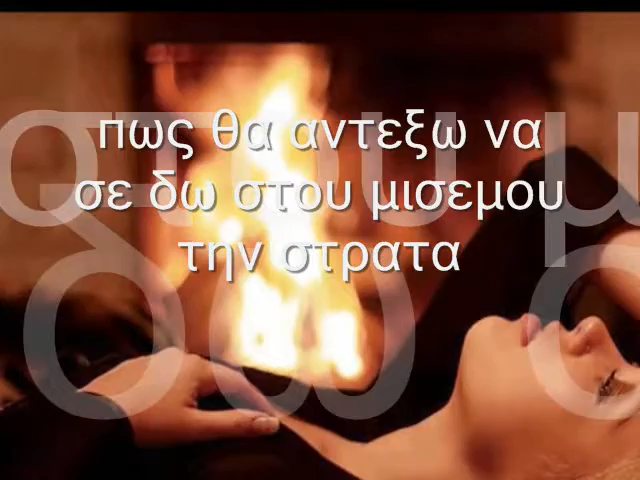 πως θα αντεξω να
σε δω στου μισεμου
την στρατα